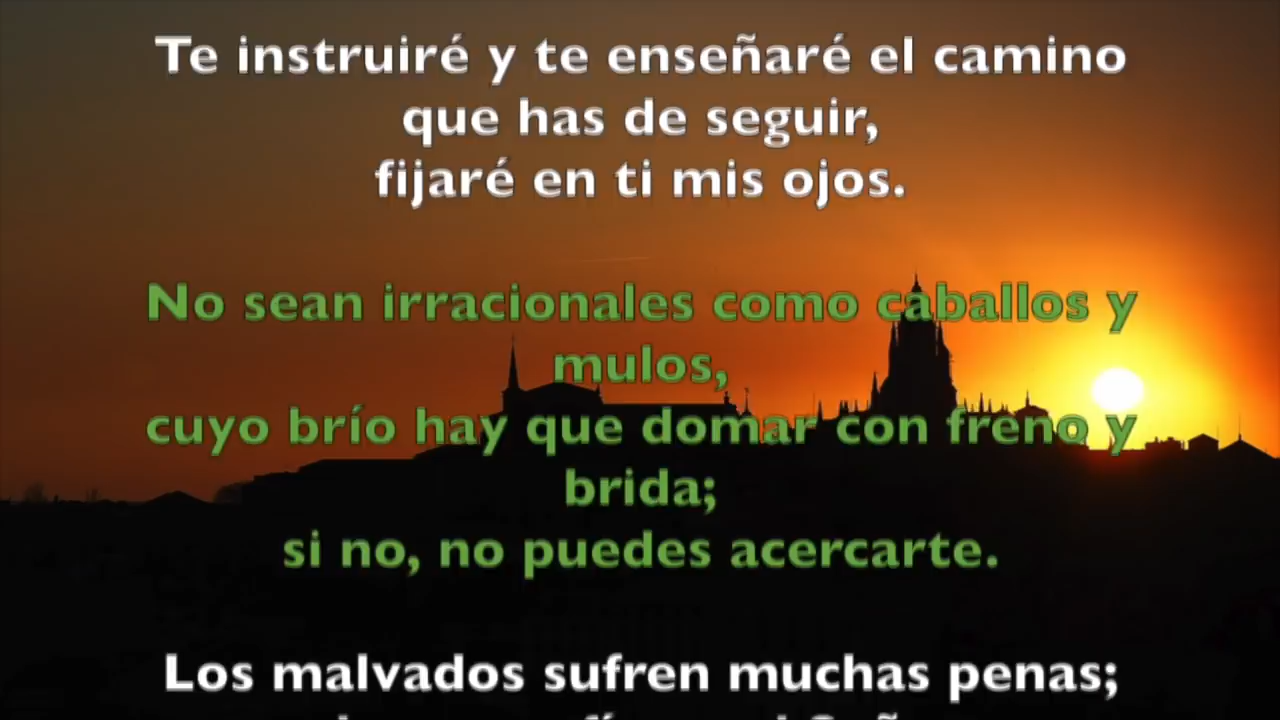 Te instruiré y te enseñaré el camino
que has de seguir,
fijaré en ti mis ojos.
No sean irracionales como caballos y
mulos,
cuyo brío hay que domar con freno y
brida;
si no, no puedes acercarte.
Los malvados sufren muchas penas;